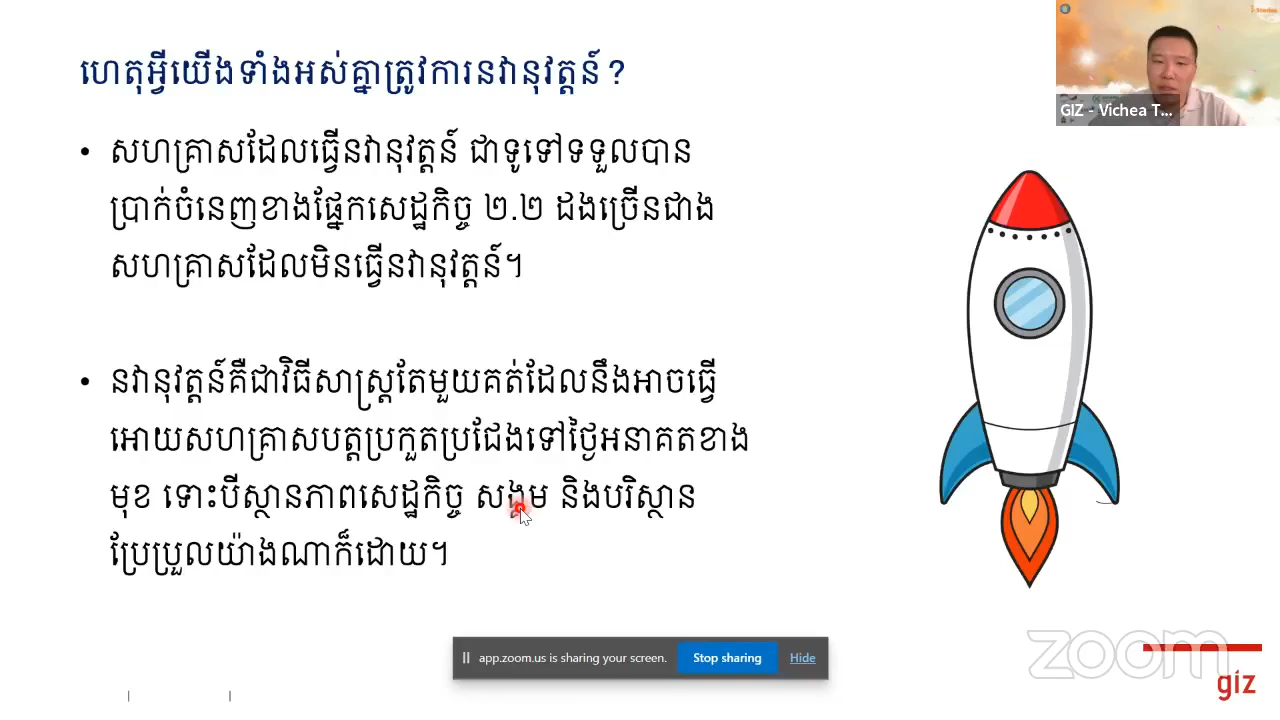 ហេតុអ្វីយើងទាំងអស់គ្នាត្រូវការនវានុវត្តន៍ ?
GIZ - Vichea T...
• សហគ្រាសដែលធ្វើនវានុវត្តន៍ ជាទូទៅទទួលបាន
ប្រាក់ចំនេញខាងផ្នែកសេដ្ឋកិច្ច ២.២ ដងច្រើនជាង
សហគ្រាសដែលមិនធ្វើនវានុវត្តន៍។
• នវានុវត្តន៍គឺជាវិធីសាស្ត្រតែមួយគត់ដែលនឹងអាចធ្វើ
អោយសហគ្រាសបត្តប្រកួតប្រជែងទៅថ្ងៃអនាគតខាង
មុខ ទោះបីស្ថានភាពសេដ្ឋកិច្ច សង្គម និងបរិស្ថាន
ប្រែប្រួលយ៉ាងណាក៏ដោយ។
app.zoom.us is sharing your screen. Stop sharing Hide
zoom
giz